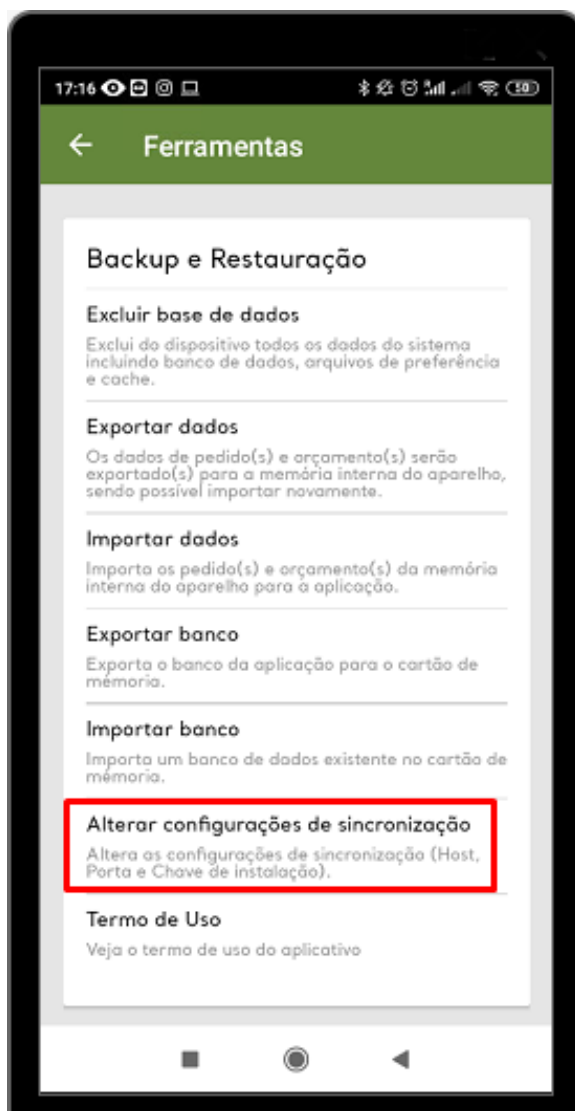 17:16
50
Ferramentas
Backup e Restauração
Excluir base de dados
Exclui do dispositivo todos os dados do sistema
incluindo banco de dados, arquivos de preferência
e cache.
Exportar dados
Os dados de pedido(s) e orçamento(s) serão
exportado(s) para a memória interna do aparelho,
sendo possível importar novamente.
Importar dados
Importa os pedido(s) e orçamento(s) da memória
interna do aparelho para a aplicação.
Exportar banco
Exporta o banco da aplicação para o cartão de
mémoria.
Importar banco
Importa um banco de dados existente no cartão de
mémoria.
Alterar configurações de sincronização
Altera as configurações de sincronização (Host,
Porta e Chave de instalação).
Termo de Uso
Veja o termo de uso do aplicativo